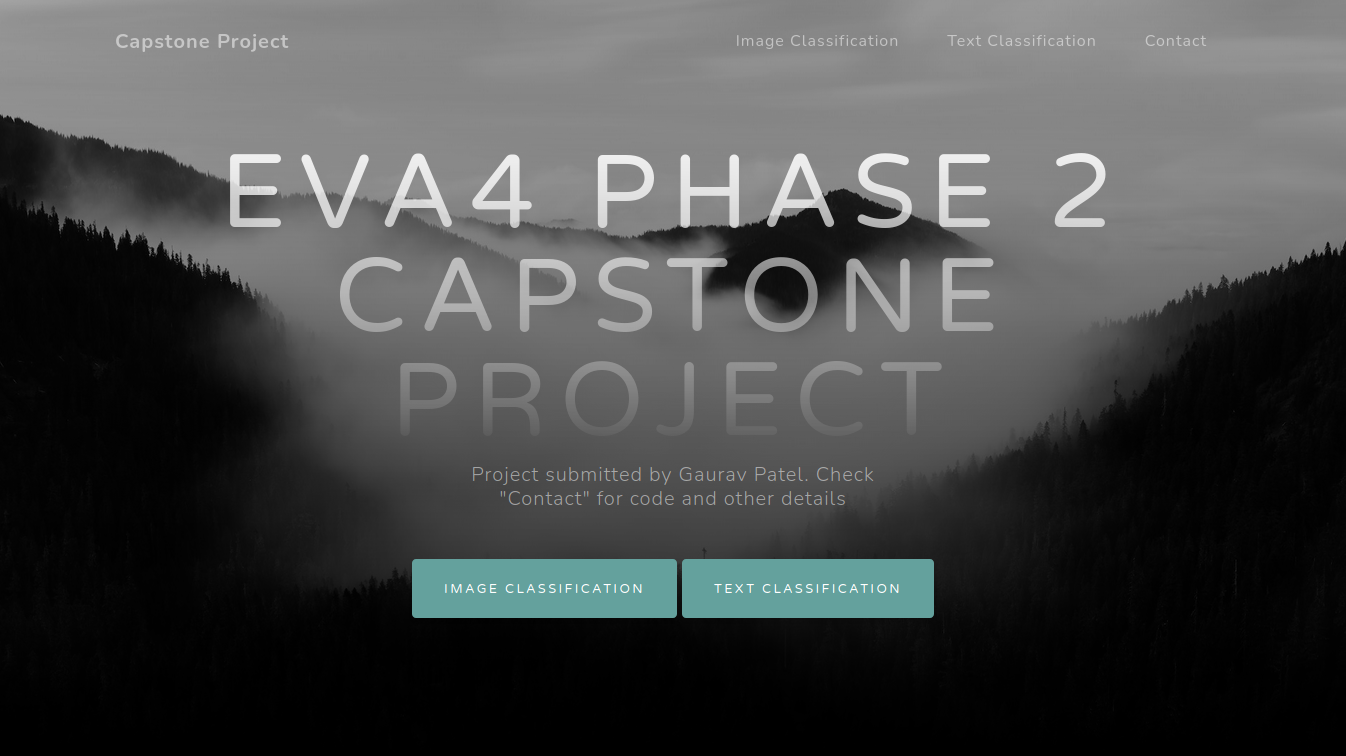 Capstone Project
Image Classification
Text Classification
Contact
EVA4 PHASE 2
CAPSTONE
PROJECT
Project submitted by Gaurav Patel. Check
"Contact" for code and other details
IMAGE CLASSIFICATION
TEXT CLASSIFICATION